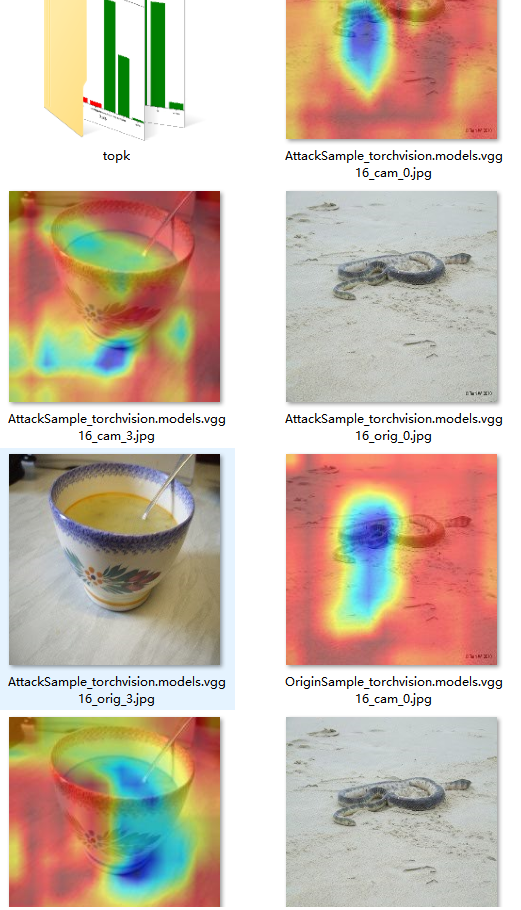 topk
AttackSample_torchvision.models.vgg
16_cam_0.jpg
AttackSample_torchvision.models.vgg
16_cam_3.jpg
AttackSample_torchvision.models.vgg
16_orig_0.jpg
AttackSample_torchvision.models.vgg
16_orig_3.jpg
OriginSample_torchvision.models.vgg
16_cam_0.jpg